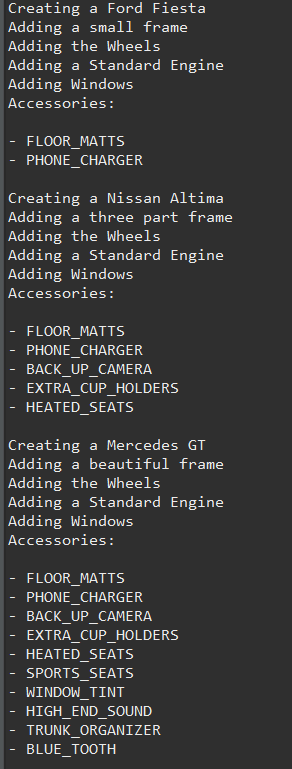 Creating a Ford Fiesta
Adding a small frame
Adding the Wheels
Adding a Standard Engine
Adding Windows
Accessories:
- FLOOR_MATTS
- PHONE_CHARGER
Creating a Nissan Altima
Adding a three part frame
Adding the Wheels
Adding a Standard Engine
Adding Windows
Accessories:
- FLOOR_MATTS
- PHONE_CHARGER
- BACK_UP_CAMERA
- EXTRA_CUP_HOLDERS
- HEATED_SEATS
Creating a Mercedes GT
Adding a beautiful frame
Adding the Wheels
Adding a Standard Engine
Adding Windows
Accessories:
- FLOOR_MATTS
- PHONE_CHARGER
- BACK_UP_CAMERA
- EXTRA_CUP_HOLDERS
- HEATED_SEATS
- SPORTS_SEATS
- WINDOW_TINT
- HIGH_END_SOUND
- TRUNK_ORGANIZER
- BLUE_TOOTH